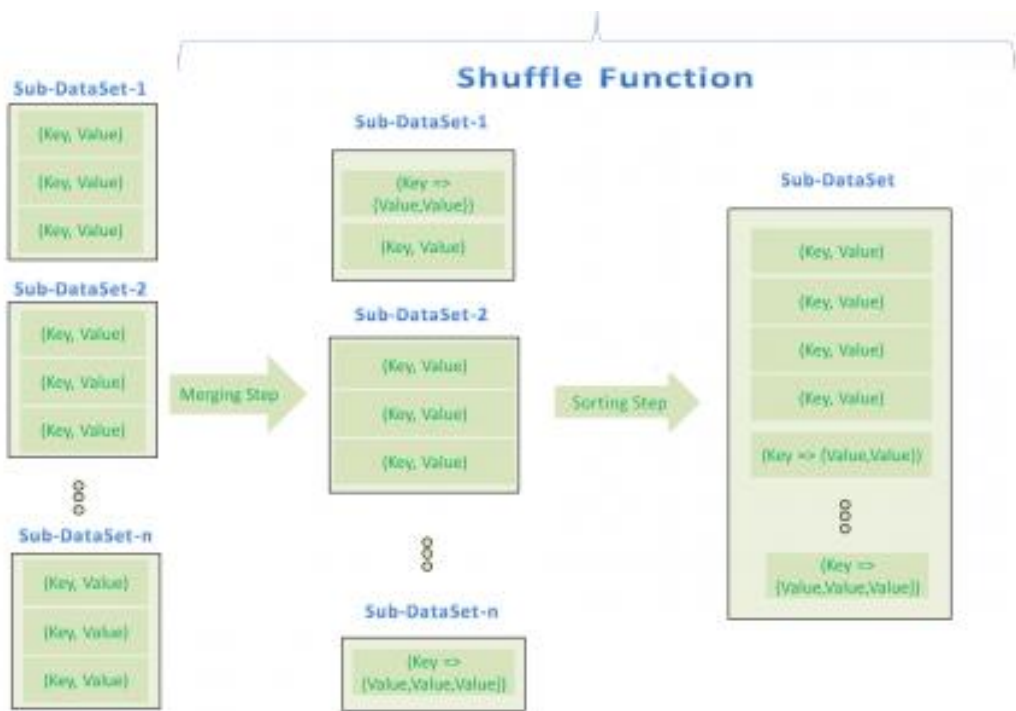 Shuffle Function
Sub-DataSet-1
(Key, Value)
(Key, Value)
(Key, Value)
Sub-DataSet-2
(Key, Value)
(Key, Value)
(Key, Value)
Sub-DataSet-n
(Key, Value)
(Key, Value)
(Key, Value)
Merging Step
Sub-DataSet-1
(Key =>
{Value,Value})
(Key, Value)
Sub-DataSet-2
(Key, Value)
(Key, Value)
(Key, Value)
Sub-DataSet-n
(Key =>
{Value,Value,Value})
Sorting Step
Sub-DataSet
(Key, Value)
(Key, Value)
(Key, Value)
(Key, Value)
(Key => {Value,Value})
(Key =>
{Value,Value,Value})